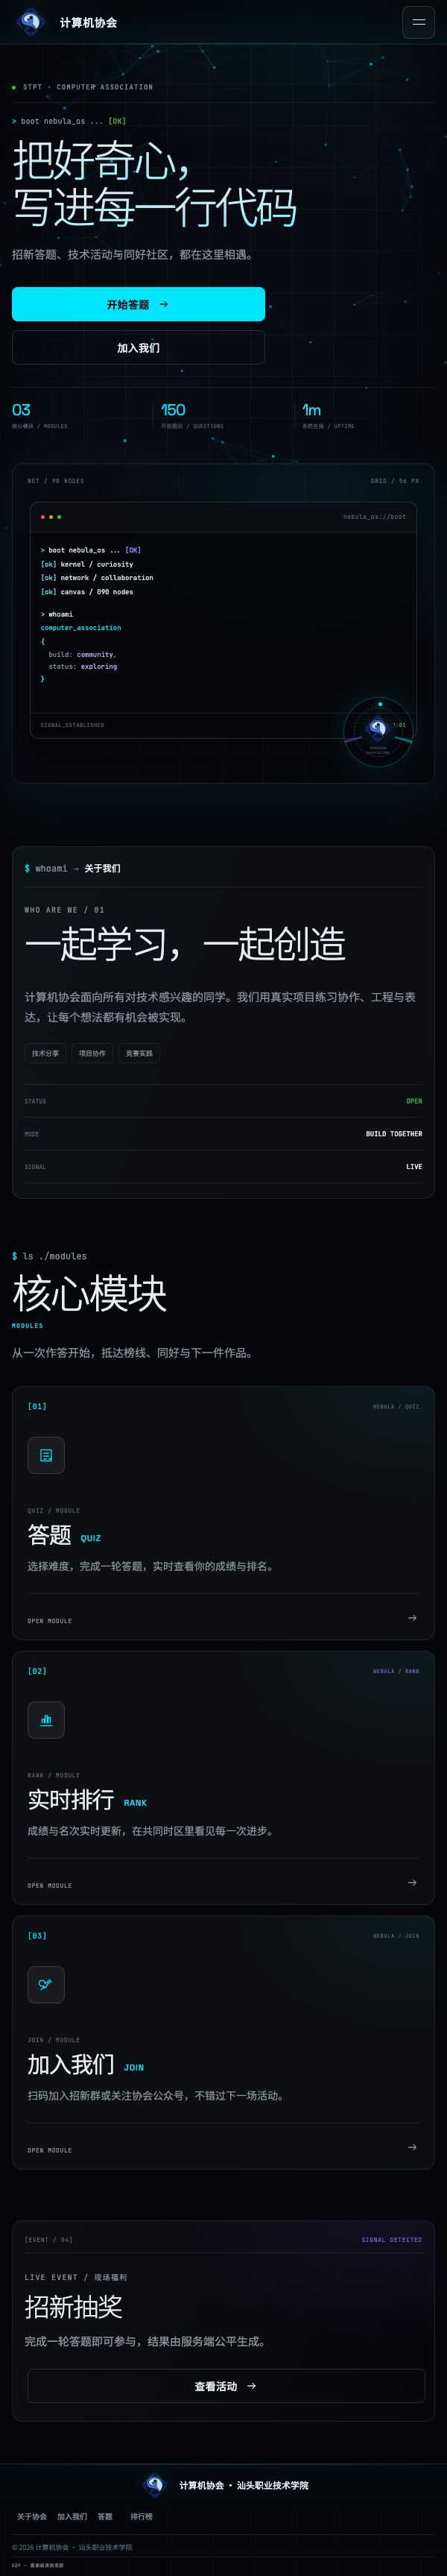 计算机协会
STPT · COMPUTER ASSOCIATION
> boot nebula_os ... [OK]
把好奇心，
写进每一行代码
招新答题、技术活动与同好社区，都在这里相遇。
开始答题 →
加入我们
03 150 1m
核心模块 / MODULES 开放题目 / QUESTIONS 系统在线 / UPTIME
NET / 90 NODES GRID / 56 PX
nebula_os://boot
> boot nebula_os ... [OK]
[ok] kernel / curiosity
[ok] network / collaboration
[ok] canvas / 090 nodes
> whoami
computer_association
{
build: community,
status: exploring
}
SIGNAL_ESTABLISHED
COMPUTER
ASSOCIATION
$ whoami → 关于我们
WHO ARE WE / 01
一起学习，一起创造
计算机协会面向所有对技术感兴趣的同学。我们用真实项目练习协作、工程与表
达，让每个想法都有机会被实现。
技术分享 项目协作 竞赛实践
STATUS OPEN
MODE BUILD TOGETHER
SIGNAL LIVE
$ ls ./modules
核心模块
MODULES
从一次作答开始，抵达榜线、同好与下一件作品。
[01] NEBULA / QUIZ
QUIZ / MODULE
答题 QUIZ
选择难度，完成一轮答题，实时查看你的成绩与排名。
OPEN MODULE →
[02] NEBULA / RANK
RANK / MODULE
实时排行 RANK
成绩与名次实时更新，在共同时区里看见每一次进步。
OPEN MODULE →
[03] NEBULA / JOIN
JOIN / MODULE
加入我们 JOIN
扫码加入招新群或关注协会公众号，不错过下一场活动。
OPEN MODULE →
[EVENT / 04] SIGNAL DETECTED
LIVE EVENT / 现场福利
招新抽奖
完成一轮答题即可参与，结果由服务端公平生成。
查看活动 →
计算机协会 · 汕头职业技术学院
关于协会 加入我们 答题 排行榜
© 2026 计算机协会 · 汕头职业技术学院
EOF — 感谢阅读到底部